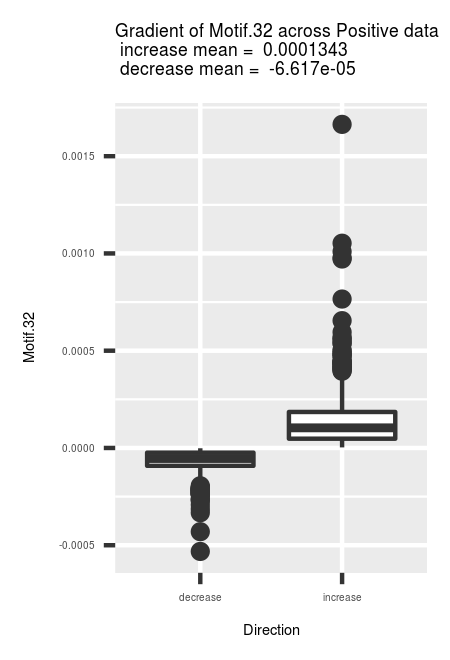 Gradient of Motif.32 across Positive data
increase mean =  0.0001343
decrease mean =  -6.617e-05
0.0015
0.0010
0.0005
0.0000
-0.0005
Motif.32
decrease increase
Direction